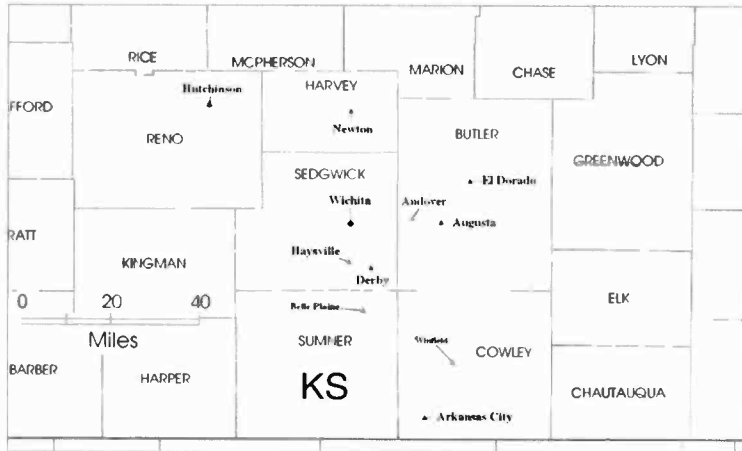 RICE
MCPHERSON
MARION
CHASE
LYON
FFORD
Hutchinson
HARVEY
RENO
Newton
BUTLER
GREENWOOD
SEDGWICK
El Dorado
Wichita
Andover
Augusta
RATT
KINGMAN
Haysville
Derby
0 20 40
Miles
Belle Plaine
ELK
SUMNER
Winfield
COWLEY
BARBER
HARPER
KS
CHAUTAUQUA
Arkansas City